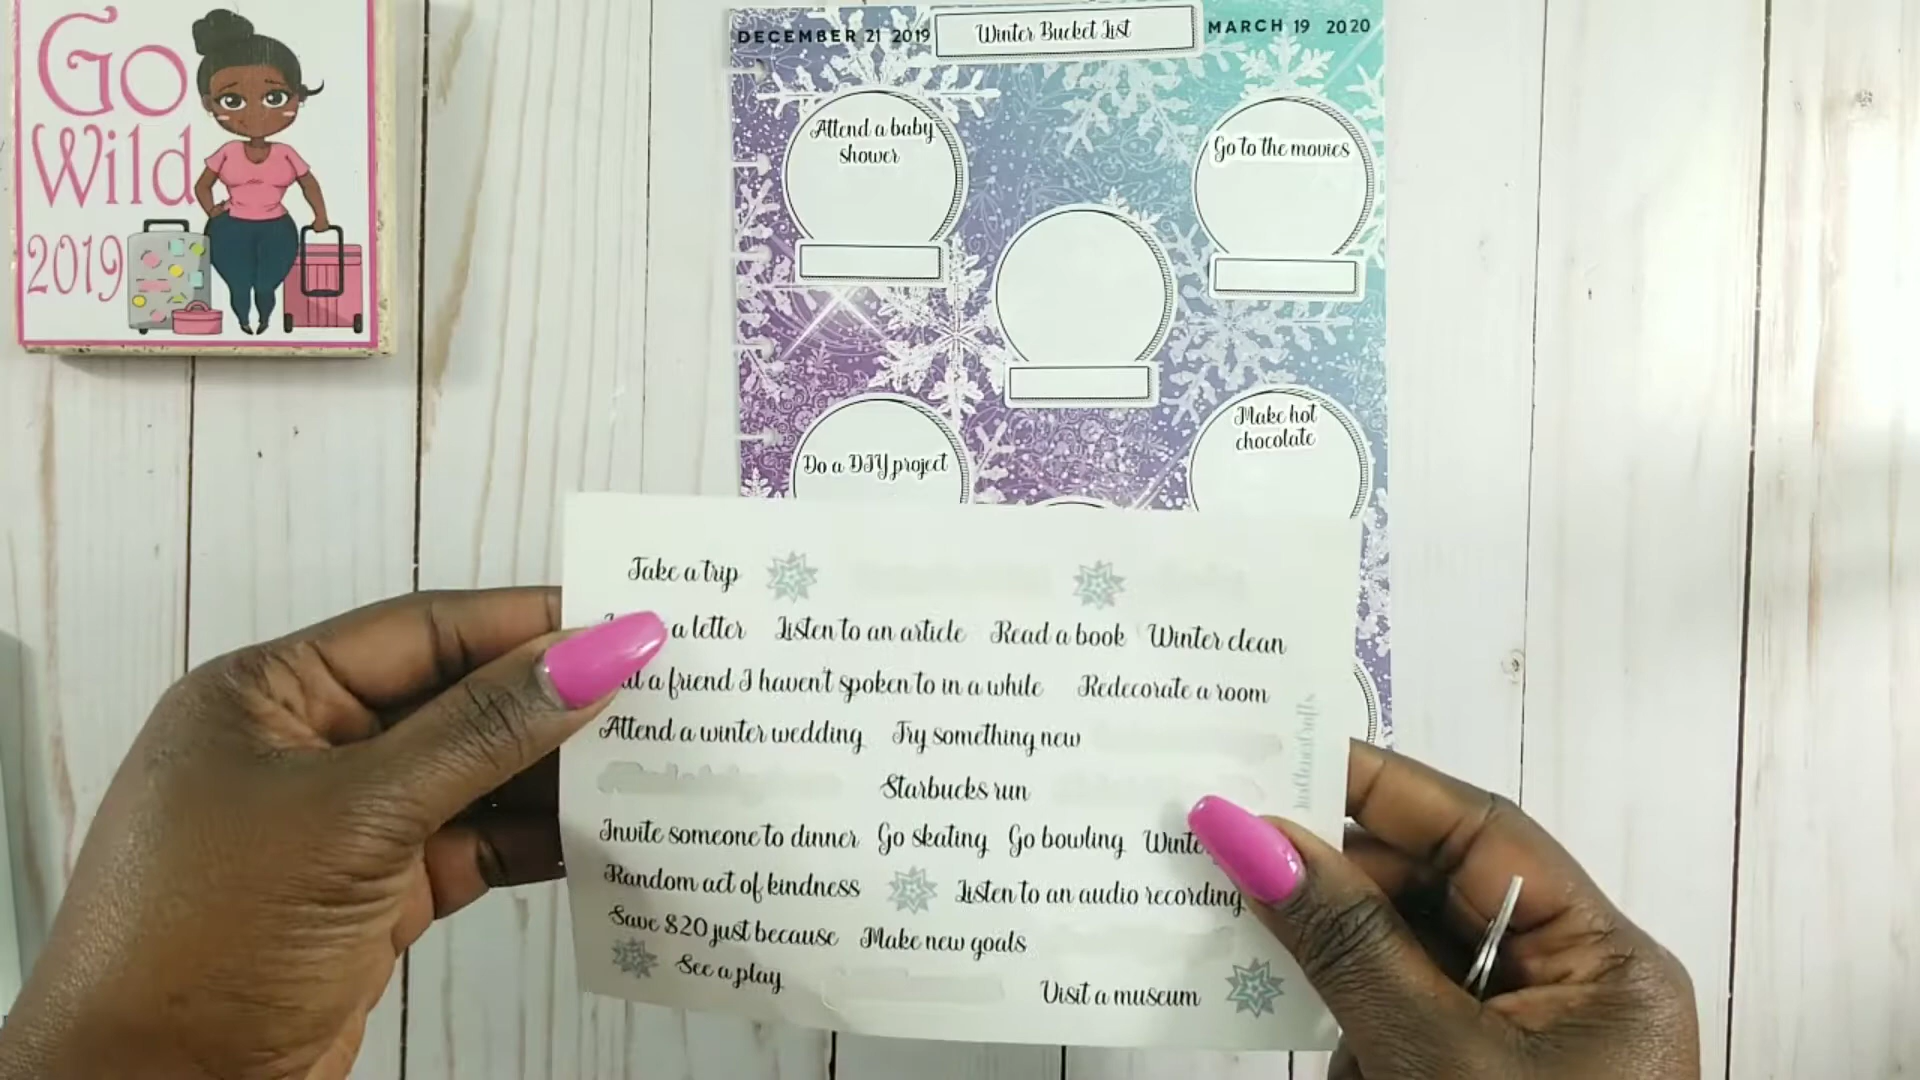 Go
Wild
2019
DECEMBER 21 2019
Winter Bucket List
MARCH 19 2020
Attend a baby
shower
Go to the movies
Do a DIY project
Make hot
chocolate
Take a trip
a letter Listen to an article Read a book Winter clean
a friend I haven't spoken to in a while Redecorate a room
Attend a winter wedding Try something new
Starbucks run
Invite someone to dinner Go skating Go bowling
Random act of kindness Listen to an audio recording
Save $20 just because Make new goals
See a play
Visit a museum